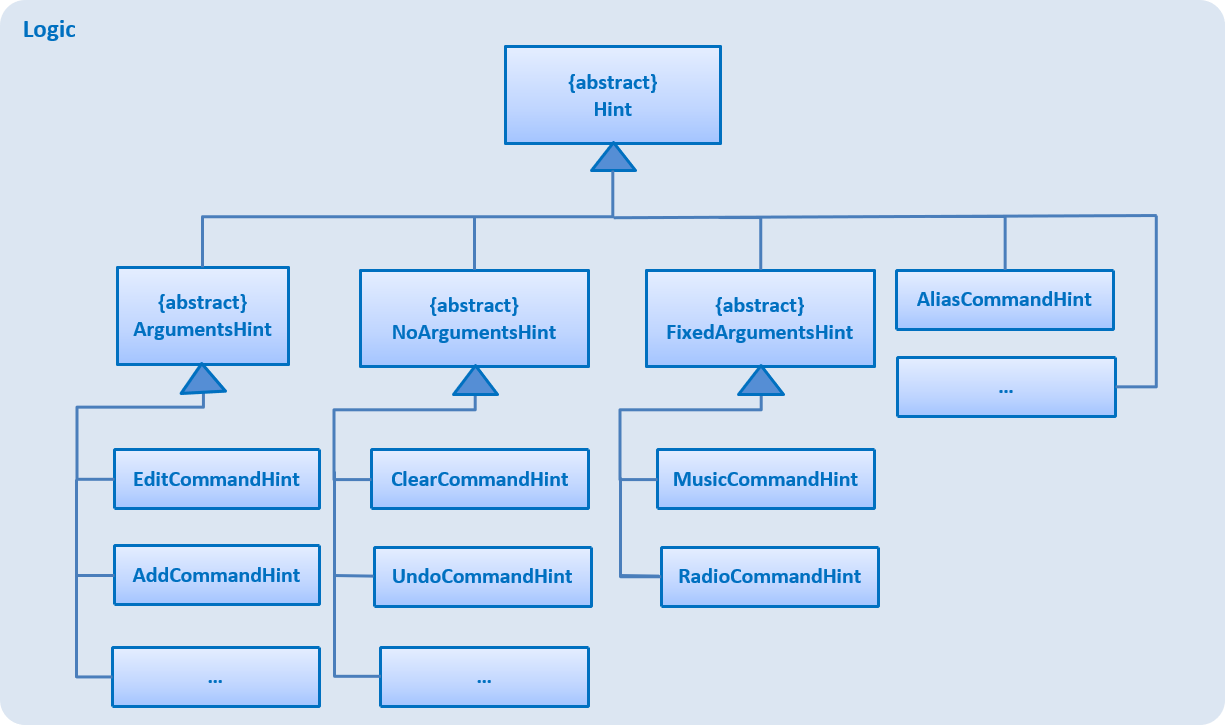 Logic
{abstract}
Hint
{abstract}
ArgumentsHint
{abstract}
NoArgumentsHint
{abstract}
FixedArgumentsHint
AliasCommandHint
...
EditCommandHint
ClearCommandHint
MusicCommandHint
AddCommandHint
UndoCommandHint
RadioCommandHint
...
...